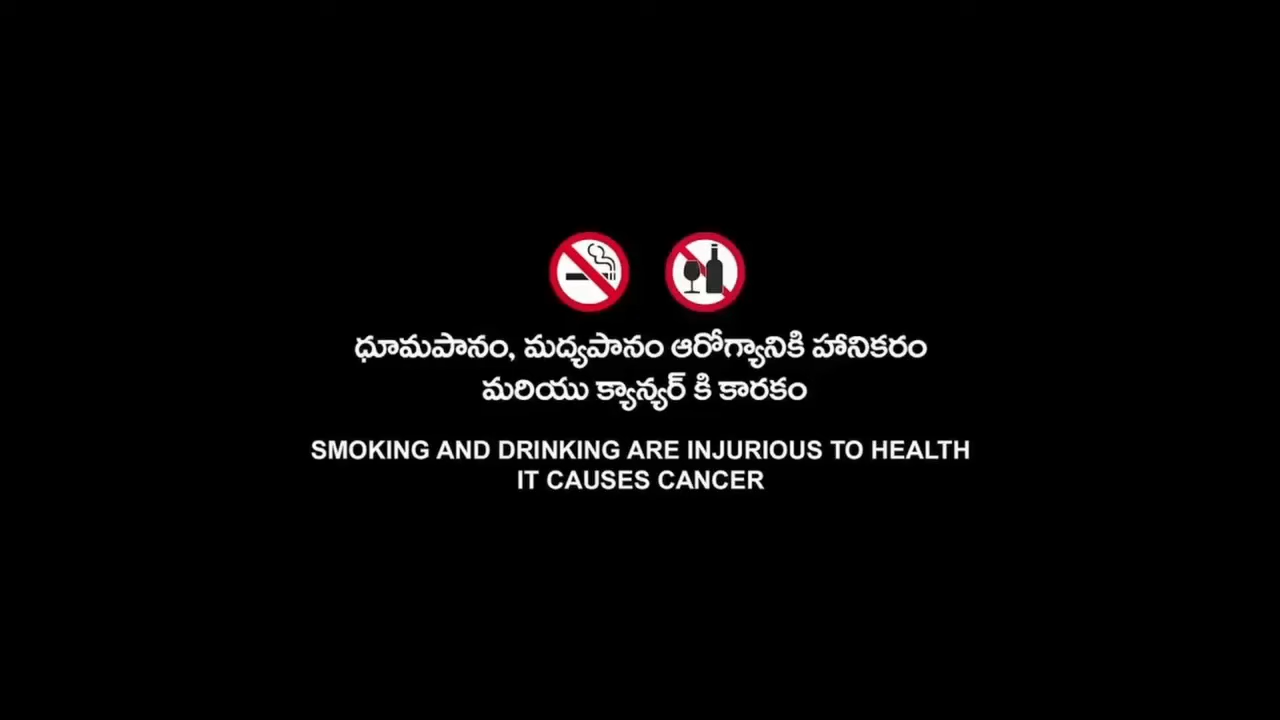 ధూమపానం, మద్యపానం ఆరోగ్యానికి హానికరం
మరియు క్యాన్సర్ కి కారకం
SMOKING AND DRINKING ARE INJURIOUS TO HEALTH
IT CAUSES CANCER